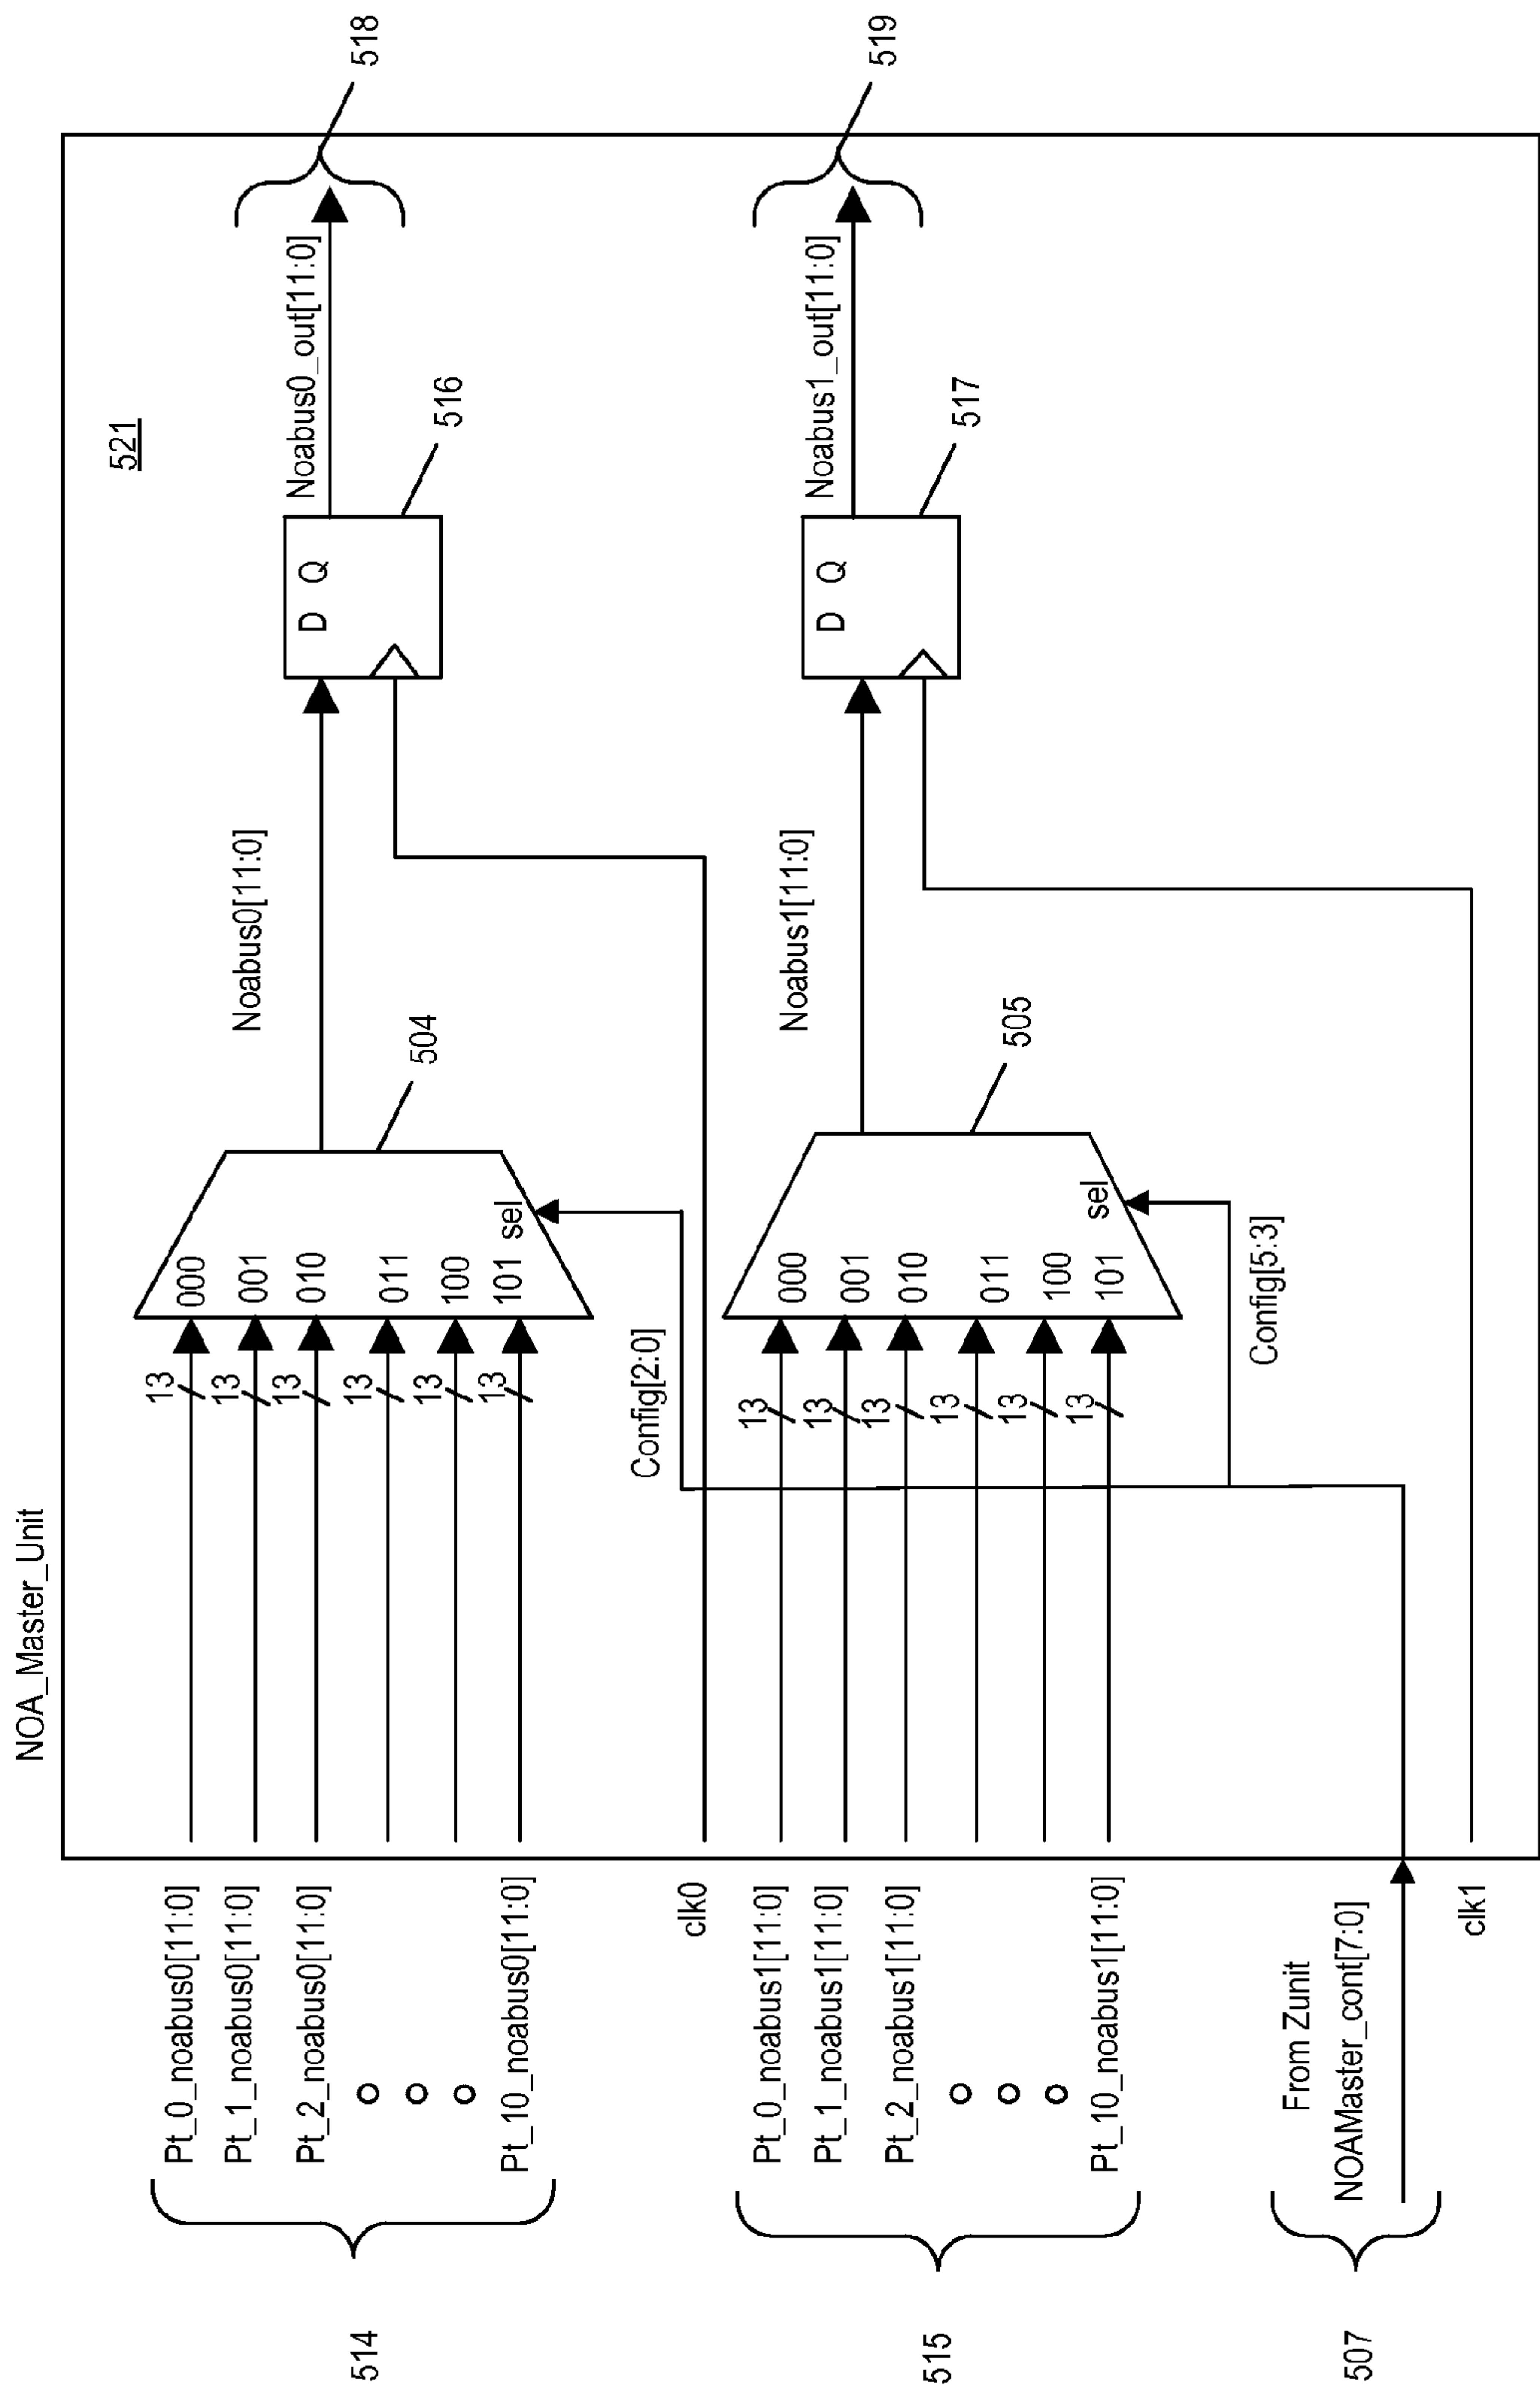 NOA_Master_Unit
521
514
Pt_0_noabus0[11:0]
Pt_1_noabus0[11:0]
Pt_2_noabus0[11:0]
Pt_10_noabus0[11:0]
13
13
13
13
13
13
000
001
010
011
100
101
sel
504
Noabus0[11:0]
D Q
516
Noabus0_out[11:0]
518
Config[2:0]
clk0
515
Pt_0_noabus1[11:0]
Pt_1_noabus1[11:0]
Pt_2_noabus1[11:0]
Pt_10_noabus1[11:0]
13
13
13
13
13
13
000
001
010
011
100
101
sel
505
Noabus1[11:0]
D Q
517
Noabus1_out[11:0]
519
Config[5:3]
507
From Zunit
NOAMaster_cont[7:0]
clk1